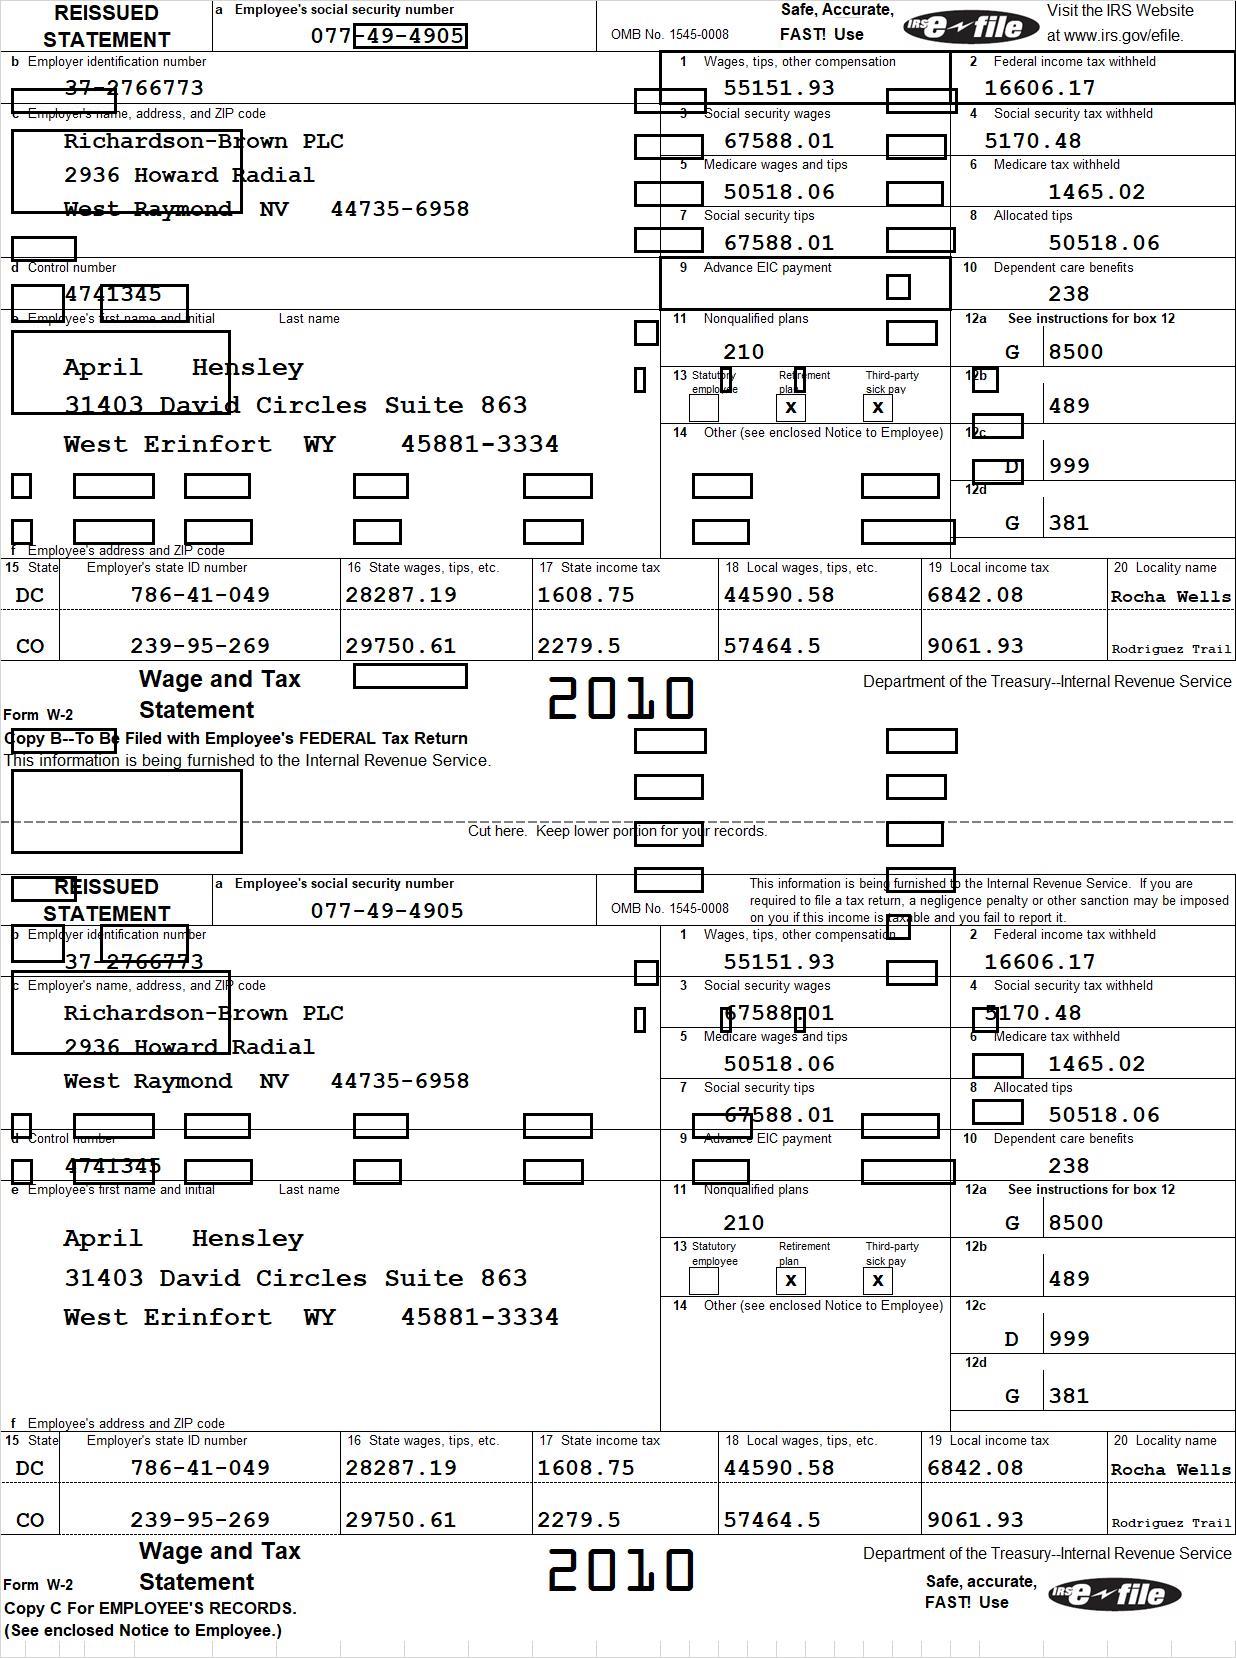 REISSUED STATEMENT
a Employee's social security number
077-49-4905
OMB No. 1545-0008
Safe, Accurate,
FAST! Use
IRS e-file
Visit the IRS Website
at www.irs.gov/efile.
b Employer identification number
37-2766773
1 Wages, tips, other compensation
55151.93
2 Federal income tax withheld
16606.17
c Employer's name, address, and ZIP code
Richardson-Brown PLC
2936 Howard Radial
West Raymond NV 44735-6958
3 Social security wages
67588.01
4 Social security tax withheld
5170.48
5 Medicare wages and tips
50518.06
6 Medicare tax withheld
1465.02
7 Social security tips
67588.01
8 Allocated tips
50518.06
d Control number
4741345
9 Advance EIC payment
10 Dependent care benefits
238
e Employee's first name and initial Last name
April Hensley
31403 David Circles Suite 863
West Erinfort WY 45881-3334
11 Nonqualified plans
210
12a See instructions for box 12
G 8500
13 Statutory employee
Retirement plan
X
Third-party sick pay
X
12b
489
14 Other (see enclosed Notice to Employee)
12c
D 999
12d
G 381
f Employee's address and ZIP code
15 State Employer's state ID number 16 State wages, tips, etc. 17 State income tax 18 Local wages, tips, etc. 19 Local income tax 20 Locality name
DC 786-41-049 28287.19 1608.75 44590.58 6842.08 Rocha Wells
CO 239-95-269 29750.61 2279.5 57464.5 9061.93 Rodriguez Trail
Wage and Tax
Statement
Form W-2
2010
Department of the Treasury--Internal Revenue Service
Copy B--To Be Filed with Employee's FEDERAL Tax Return
This information is being furnished to the Internal Revenue Service.
Cut here. Keep lower portion for your records.
REISSUED STATEMENT
a Employee's social security number
077-49-4905
OMB No. 1545-0008
This information is being furnished to the Internal Revenue Service. If you are
required to file a tax return, a negligence penalty or other sanction may be imposed
on you if this income is taxable and you fail to report it.
b Employer identification number
37-2766773
1 Wages, tips, other compensation
55151.93
2 Federal income tax withheld
16606.17
c Employer's name, address, and ZIP code
Richardson-Brown PLC
2936 Howard Radial
West Raymond NV 44735-6958
3 Social security wages
67588.01
4 Social security tax withheld
5170.48
5 Medicare wages and tips
50518.06
6 Medicare tax withheld
1465.02
7 Social security tips
67588.01
8 Allocated tips
50518.06
d Control number
4741345
9 Advance EIC payment
10 Dependent care benefits
238
e Employee's first name and initial Last name
April Hensley
31403 David Circles Suite 863
West Erinfort WY 45881-3334
11 Nonqualified plans
210
12a See instructions for box 12
G 8500
13 Statutory employee
Retirement plan
X
Third-party sick pay
X
12b
489
14 Other (see enclosed Notice to Employee)
12c
D 999
12d
G 381
f Employee's address and ZIP code
15 State Employer's state ID number 16 State wages, tips, etc. 17 State income tax 18 Local wages, tips, etc. 19 Local income tax 20 Locality name
DC 786-41-049 28287.19 1608.75 44590.58 6842.08 Rocha Wells
CO 239-95-269 29750.61 2279.5 57464.5 9061.93 Rodriguez Trail
Wage and Tax
Statement
Form W-2
2010
Department of the Treasury--Internal Revenue Service
Safe, accurate,
FAST! Use
IRS e-file
Copy C For EMPLOYEE'S RECORDS.
(See enclosed Notice to Employee.)